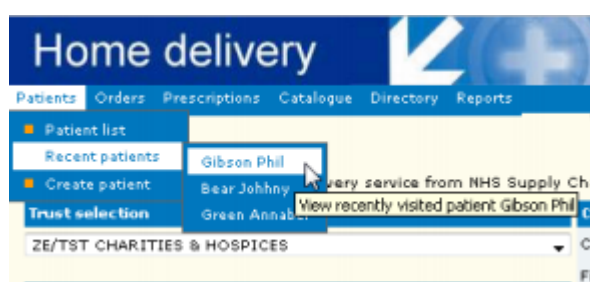 Home delivery
Patients Orders Prescriptions Catalogue Directory Reports
Patient list
Recent patients
Gibson Phil
Create patient
Bear Johhny
very service from NHS Supply Ch
View recently visited patient Gibson Phil
Trust selection
Green Annabel
ZE/TST CHARITIES & HOSPICES